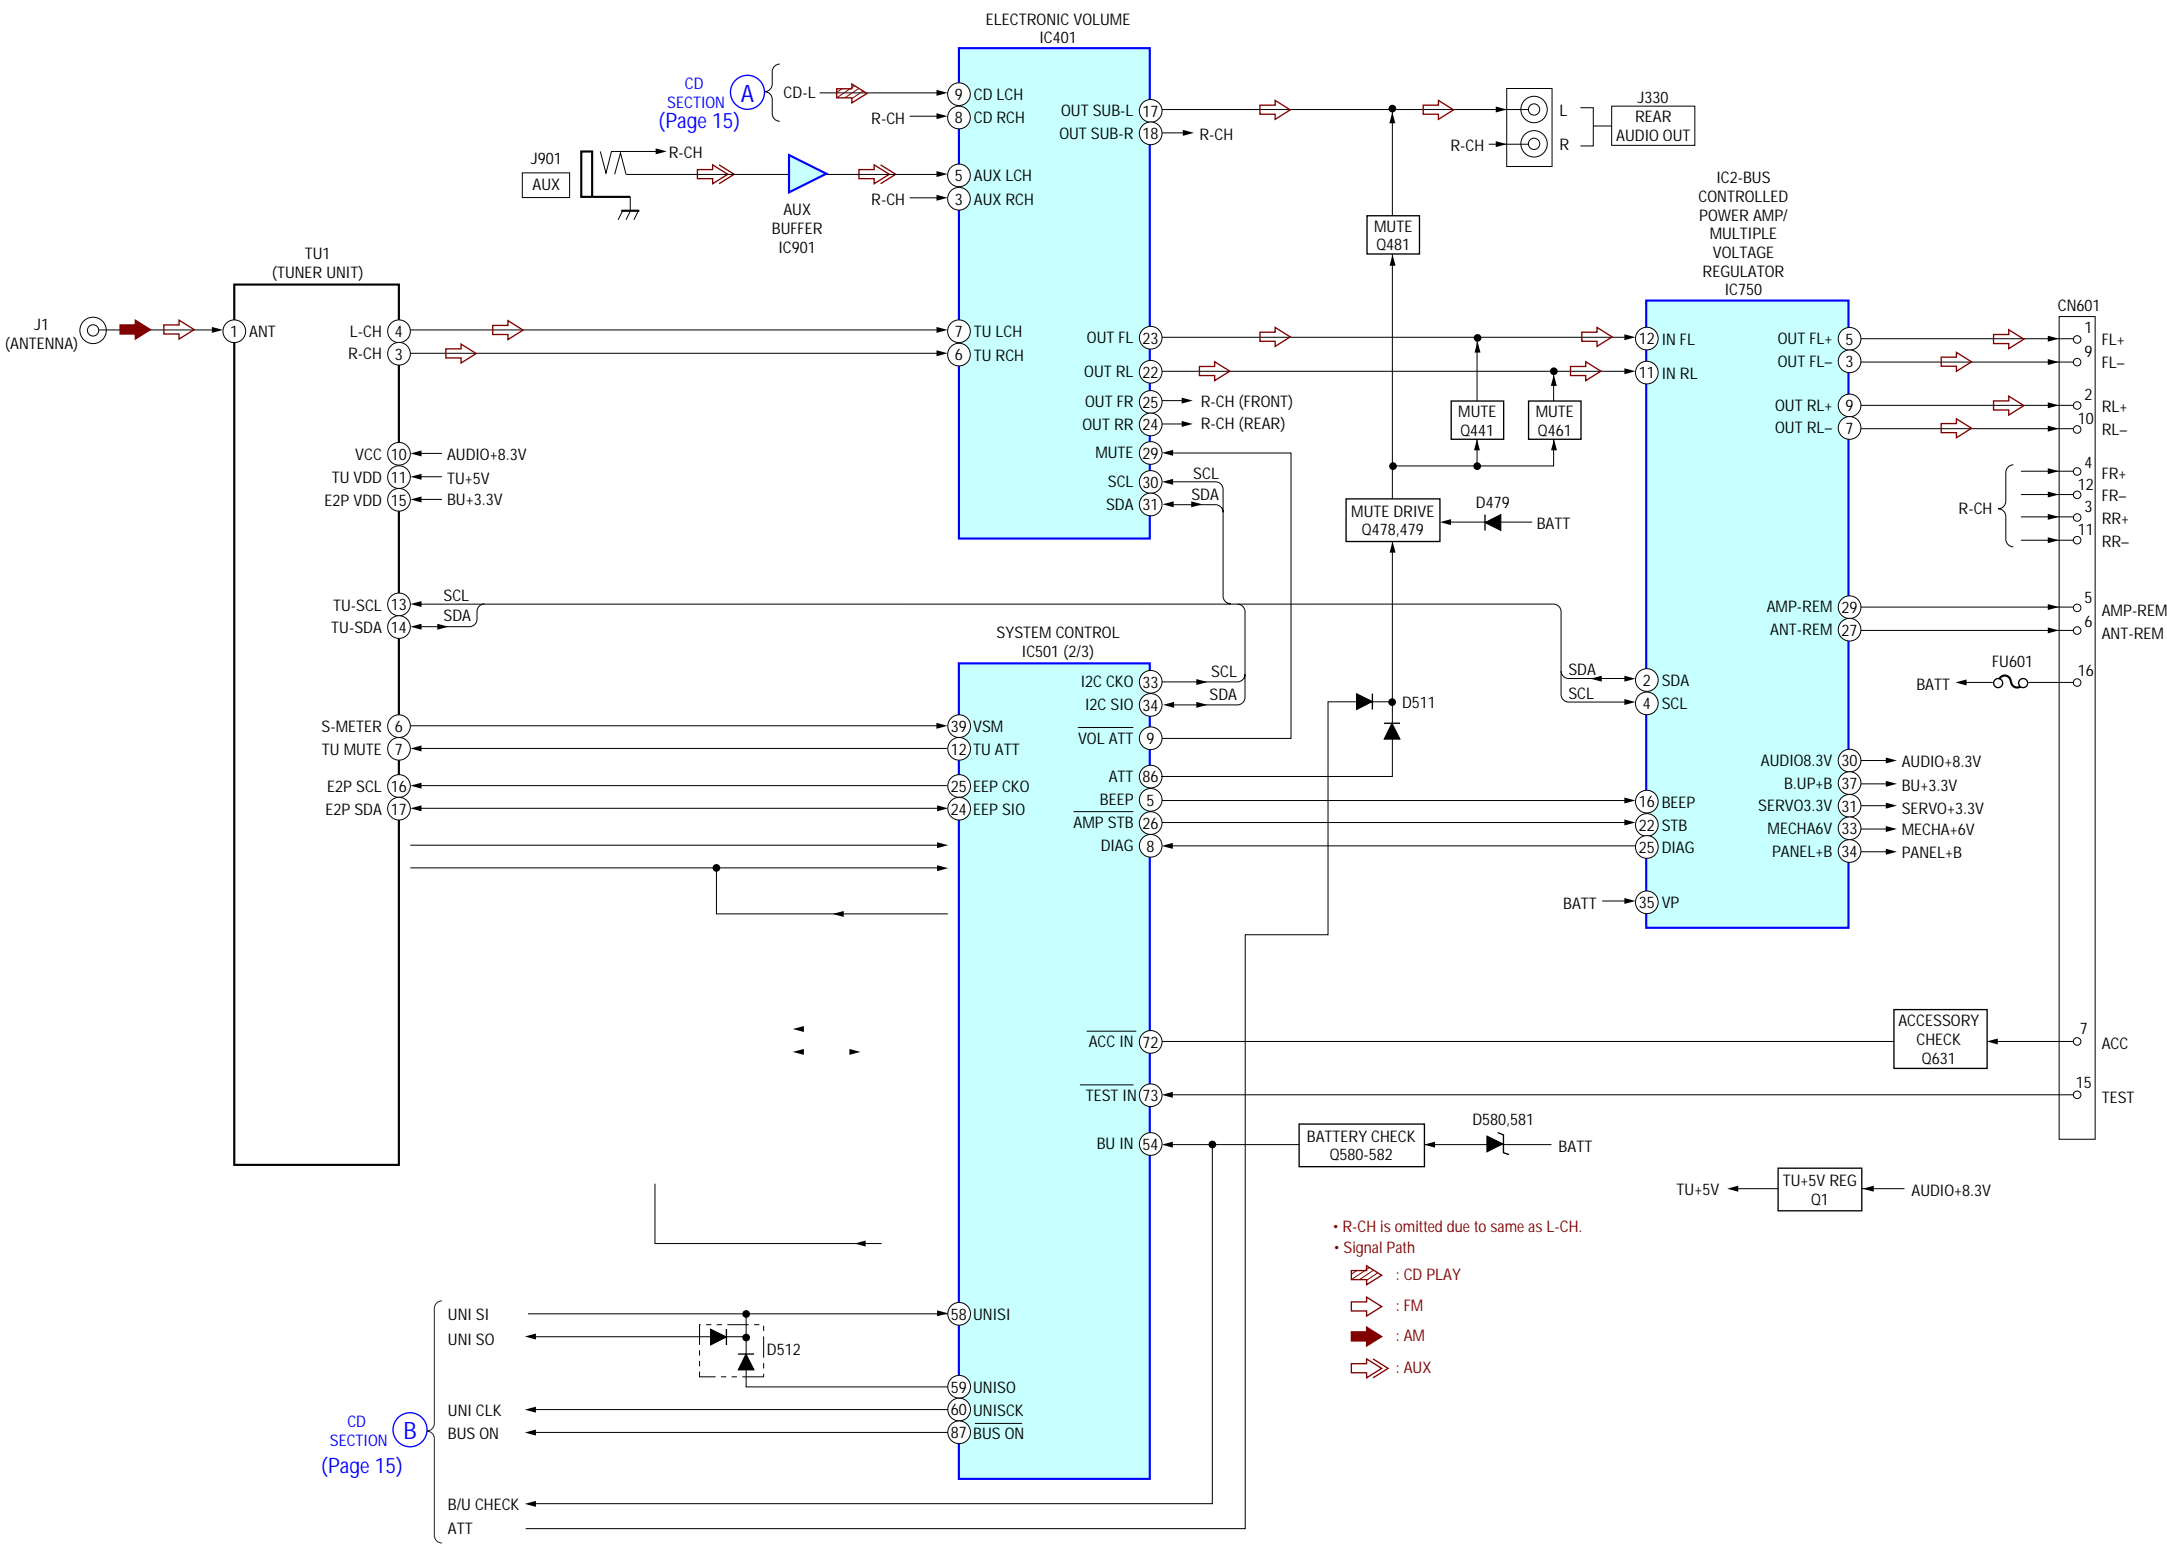 ELECTRONIC VOLUME
IC401
CD
SECTION
(Page 15)
A
CD-L
R-CH
9 CD LCH
8 CD RCH
5 AUX LCH
3 AUX RCH
7 TU LCH
6 TU RCH
OUT SUB-L 17
OUT SUB-R 18
R-CH
OUT FL 23
OUT RL 22
OUT FR 25
R-CH (FRONT)
OUT RR 24
R-CH (REAR)
MUTE 29
SCL 30
SCL
SDA 31
SDA
J901
AUX
R-CH
R-CH
AUX
BUFFER
IC901
L
R
R-CH
J330
REAR
AUDIO OUT
MUTE
Q481
MUTE
Q441
MUTE
Q461
MUTE DRIVE
Q478,479
D479
BATT
TU1
(TUNER UNIT)
J1
(ANTENNA)
1 ANT
L-CH 4
R-CH 3
VCC 10
AUDIO+8.3V
TU VDD 11
TU+5V
E2P VDD 15
BU+3.3V
TU-SCL 13
SCL
TU-SDA 14
SDA
S-METER 6
TU MUTE 7
E2P SCL 16
E2P SDA 17
SYSTEM CONTROL
IC501 (2/3)
39 VSM
12 TU ATT
25 EEP CKO
24 EEP SIO
58 UNISI
59 UNISO
60 UNISCK
87 BUS ON
I2C CKO 33
SCL
I2C SIO 34
SDA
VOL ATT 9
ATT 86
BEEP 5
AMP STB 26
DIAG 8
ACC IN 72
TEST IN 73
BU IN 54
D511
IC2-BUS
CONTROLLED
POWER AMP/
MULTIPLE
VOLTAGE
REGULATOR
IC750
12 IN FL
11 IN RL
SDA
2 SDA
SCL
4 SCL
16 BEEP
22 STB
25 DIAG
BATT
35 VP
OUT FL+ 5
OUT FL– 3
OUT RL+ 9
OUT RL– 7
AMP-REM 29
ANT-REM 27
AUDIO8.3V 30
AUDIO+8.3V
B.UP+B 37
BU+3.3V
SERVO3.3V 31
SERVO+3.3V
MECHA6V 33
MECHA+6V
PANEL+B 34
PANEL+B
CN601
1 FL+
9 FL–
2 RL+
10 RL–
R-CH
4 FR+
12 FR–
3 RR+
11 RR–
5 AMP-REM
6 ANT-REM
BATT
FU601
16
ACCESSORY
CHECK
Q631
7 ACC
15 TEST
BATTERY CHECK
Q580-582
D580,581
BATT
TU+5V
TU+5V REG
Q1
AUDIO+8.3V
• R-CH is omitted due to same as L-CH.
• Signal Path
: CD PLAY
: FM
: AM
: AUX
CD
SECTION
(Page 15)
B
UNI SI
UNI SO
D512
UNI CLK
BUS ON
B/U CHECK
ATT